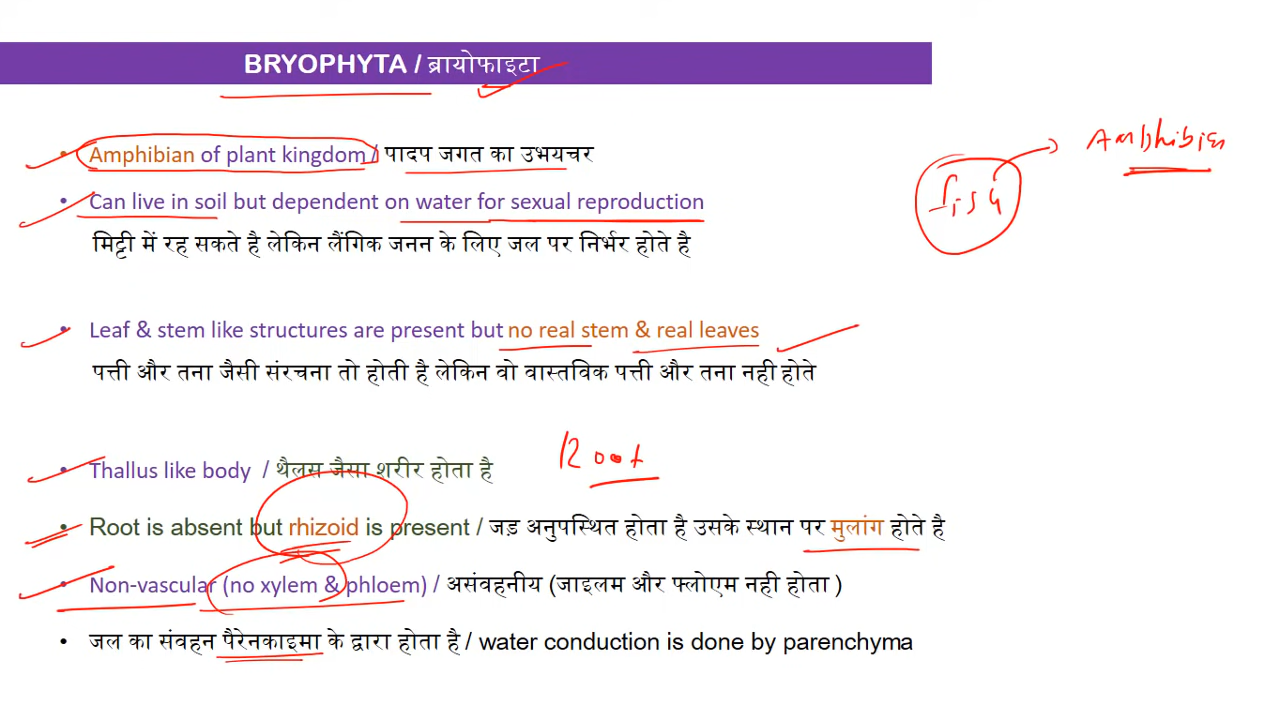 BRYOPHYTA / ब्रायोफाइटा
• Amphibian of plant kingdom / पादप जगत का उभयचर
Amphibian
• Can live in soil but dependent on water for sexual reproduction
मिट्टी में रह सकते है लेकिन लैंगिक जनन के लिए जल पर निर्भर होते है
• Leaf & stem like structures are present but no real stem & real leaves
पत्ती और तना जैसी संरचना तो होती है लेकिन वो वास्तविक पत्ती और तना नही होते
Root
• Thallus like body / थैलस जैसा शरीर होता है
• Root is absent but rhizoid is present / जड़ अनुपस्थित होता है उसके स्थान पर मुलांग होते है
• Non-vascular (no xylem & phloem) / असंवहनीय (जाइलम और फ्लोएम नही होता )
• जल का संवहन पैरेनकाइमा के द्वारा होता है / water conduction is done by parenchyma